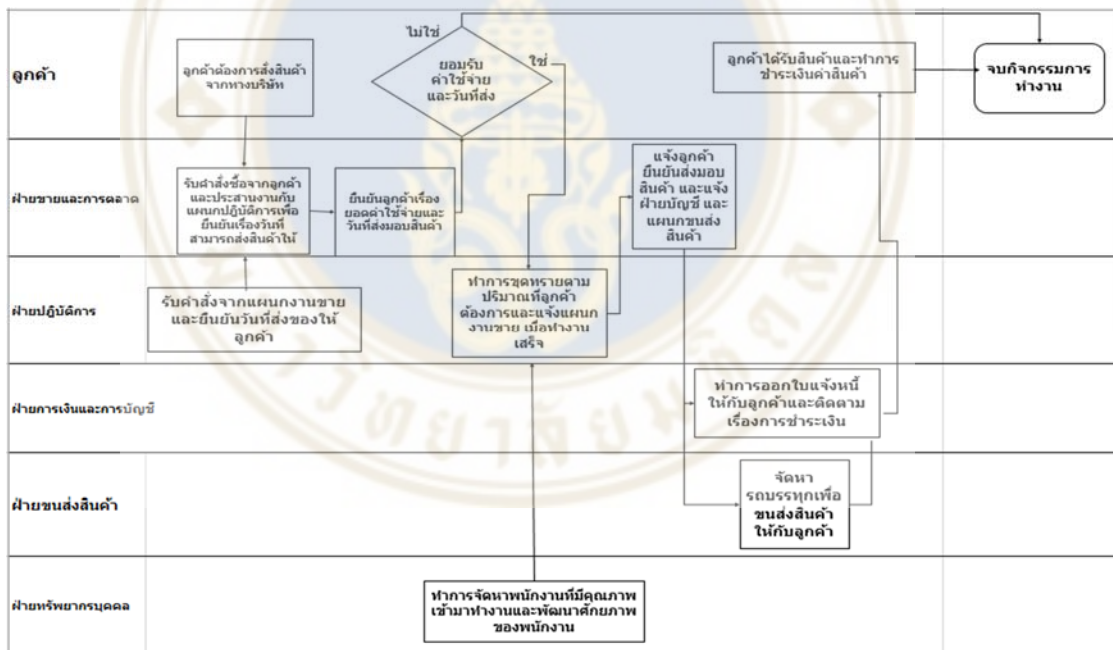 ลูกค้า
ลูกค้าต้องการสั่งสินค้า
จากทางบริษัท
ไม่ใช่
ยอมรับ
ค่าใช้จ่าย
และวันที่ส่ง
ใช่
ลูกค้าได้รับสินค้าและทำการ
ชำระเงินค่าสินค้า
จบกิจกรรมการ
ทำงาน
ฝ่ายขายและการตลาด
รับคำสั่งซื้อจากลูกค้า
และประสานงานกับ
แผนกปฏิบัติการเพื่อ
ยืนยันเรื่องวันที่
สามารถส่งสินค้าให้
ยืนยันลูกค้าเรื่อง
ยอดค่าใช้จ่ายและ
วันที่ส่งมอบสินค้า
แจ้งลูกค้า
ยืนยันส่งมอบ
สินค้า และแจ้ง
ฝ่ายบัญชี และ
แผนกขนส่ง
สินค้า
ฝ่ายปฏิบัติการ
รับคำสั่งจากแผนกงานขาย
และยืนยันวันที่ส่งของให้
ลูกค้า
ทำการขุดทรายตาม
ปริมาณที่ลูกค้า
ต้องการและแจ้งแผนก
งานขาย เมื่อทำงาน
เสร็จ
ฝ่ายการเงินและการบัญชี
ทำการออกใบแจ้งหนี้
ให้กับลูกค้าและติดตาม
เรื่องการชำระเงิน
ฝ่ายขนส่งสินค้า
จัดหา
รถบรรทุกเพื่อ
ขนส่งสินค้า
ให้กับลูกค้า
ฝ่ายทรัพยากรบุคคล
ทำการจัดหาพนักงานที่มีคุณภาพ
เข้ามาทำงานและพัฒนาศักยภาพ
ของพนักงาน
มหาวิทยาลัยมหิดล